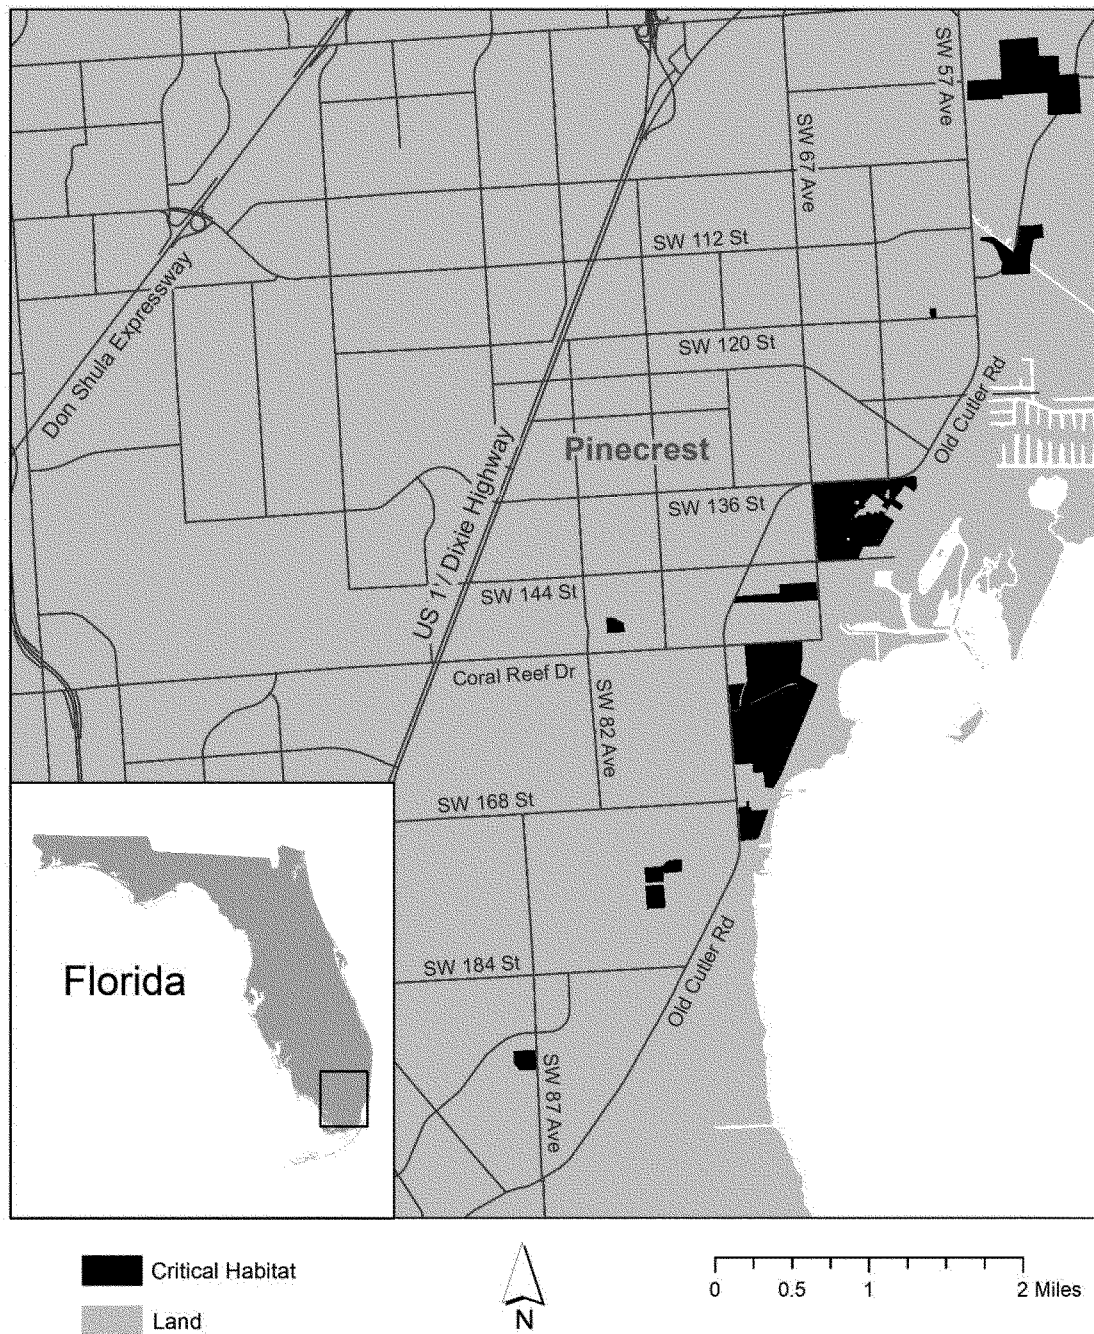 SW 57 Ave
SW 67 Ave
SW 112 St
Don Shula Expressway
SW 120 St
Old Cutler Rd
Pinecrest
US 1 / Dixie Highway
SW 136 St
SW 144 St
Coral Reef Dr
SW 82 Ave
SW 168 St
Florida
SW 184 St
Old Cutler Rd
SW 87 Ave
Critical Habitat
Land
N
0 0.5 1 2 Miles